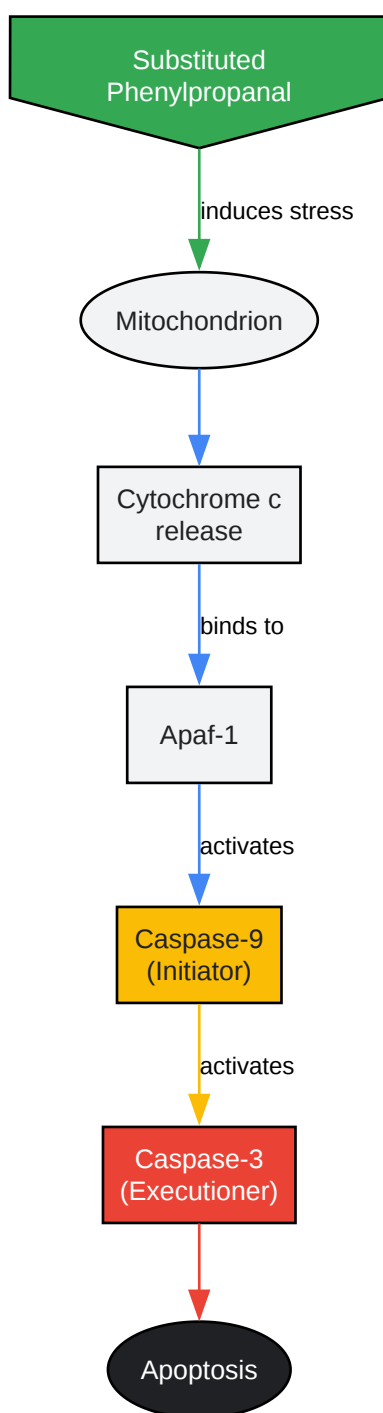 Substituted
Phenylpropanal
induces stress
Mitochondrion
Cytochrome c
release
binds to
Apaf-1
activates
Caspase-9
(Initiator)
activates
Caspase-3
(Executioner)
Apoptosis